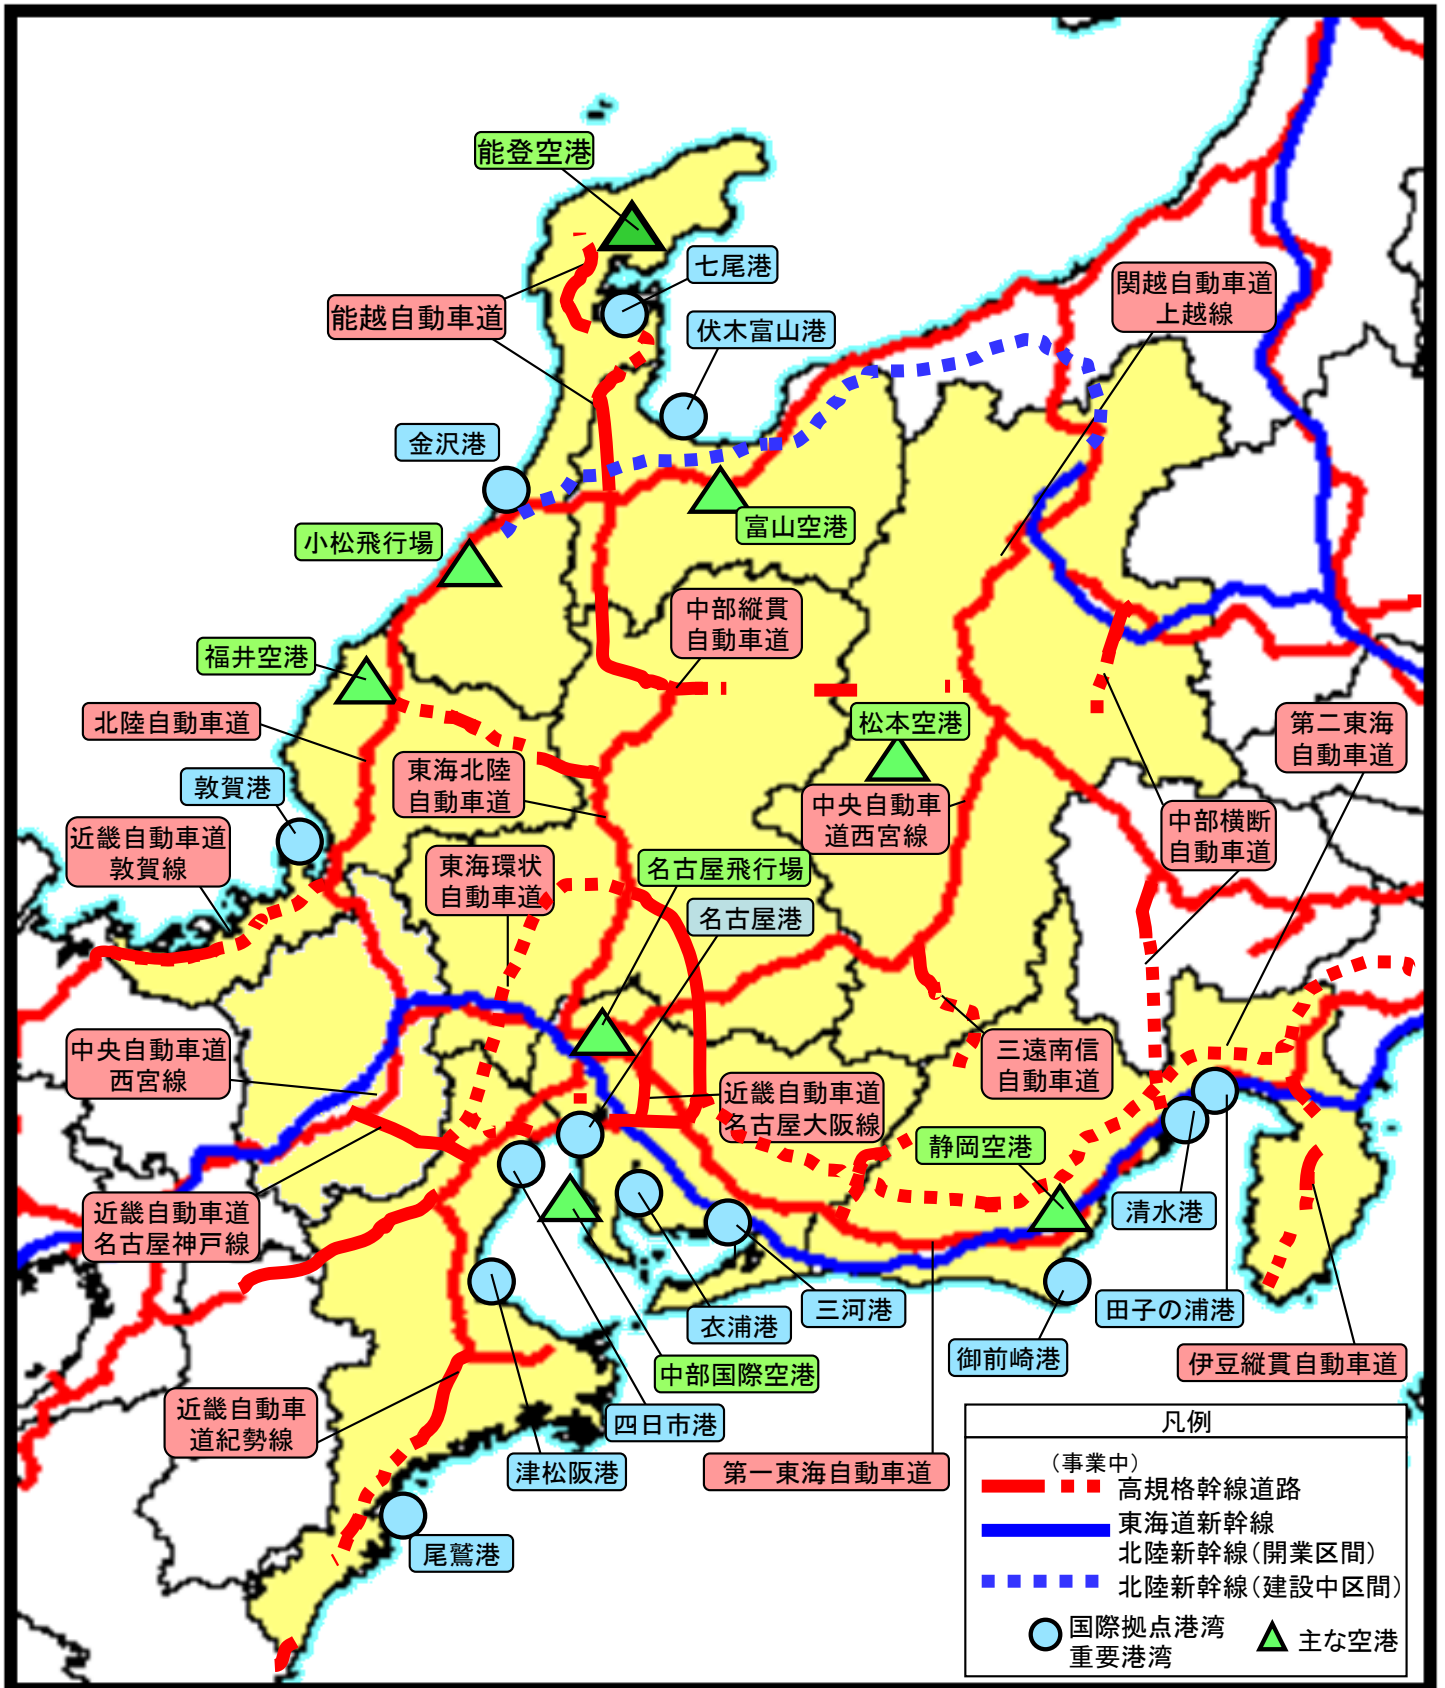 能登空港
七尾港
能越自動車道
伏木富山港
関越自動車道
上越線
金沢港
小松飛行場
富山空港
中部縦貫
自動車道
福井空港
北陸自動車道
松本空港
第二東海
自動車道
東海北陸
自動車道
敦賀港
中央自動車
道西宮線
中部横断
自動車道
近畿自動車道
敦賀線
東海環状
自動車道
名古屋飛行場
名古屋港
中央自動車道
西宮線
三遠南信
自動車道
近畿自動車道
名古屋大阪線
静岡空港
近畿自動車道
名古屋神戸線
清水港
衣浦港
三河港
田子の浦港
御前崎港
伊豆縦貫自動車道
中部国際空港
近畿自動車
道紀勢線
四日市港
津松阪港
第一東海自動車道
尾鷲港
凡例
（事業中）
高規格幹線道路
東海道新幹線
北陸新幹線（開業区間）
北陸新幹線（建設中区間）
国際拠点港湾
重要港湾
主な空港